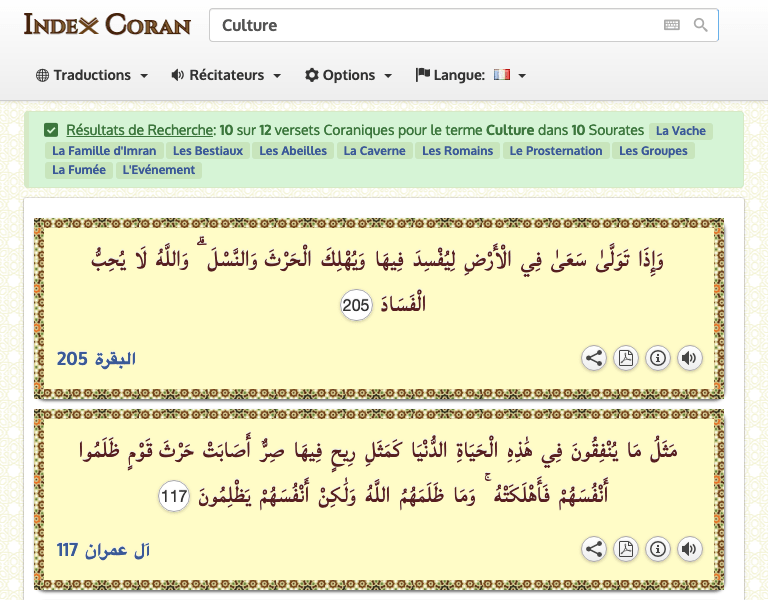 Index Coran
Culture
Traductions Récitateurs Options Langue:
Résultats de Recherche: 10 sur 12 versets Coraniques pour le terme Culture dans 10 Sourates La Vache
La Famille d'Imran Les Bestiaux Les Abeilles La Caverne Les Romains Le Prosternation Les Groupes
La Fumée L'Evénement
وَإِذَا تَوَلَّىٰ سَعَىٰ فِي الْأَرْضِ لِيُفْسِدَ فِيهَا وَيُهْلِكَ الْحَرْثَ وَالنَّسْلَ ۗ وَاللَّهُ لَا يُحِبُّ
الْفَسَادَ 205
البقرة 205
مَثَلُ مَا يُنْفِقُونَ فِي هَٰذِهِ الْحَيَاةِ الدُّنْيَا كَمَثَلِ رِيحٍ فِيهَا صِرٌّ أَصَابَتْ حَرْثَ قَوْمٍ ظَلَمُوا
أَنْفُسَهُمْ فَأَهْلَكَتْهُ ۚ وَمَا ظَلَمَهُمُ اللَّهُ وَلَٰكِنْ أَنْفُسَهُمْ يَظْلِمُونَ 117
آل عمران 117